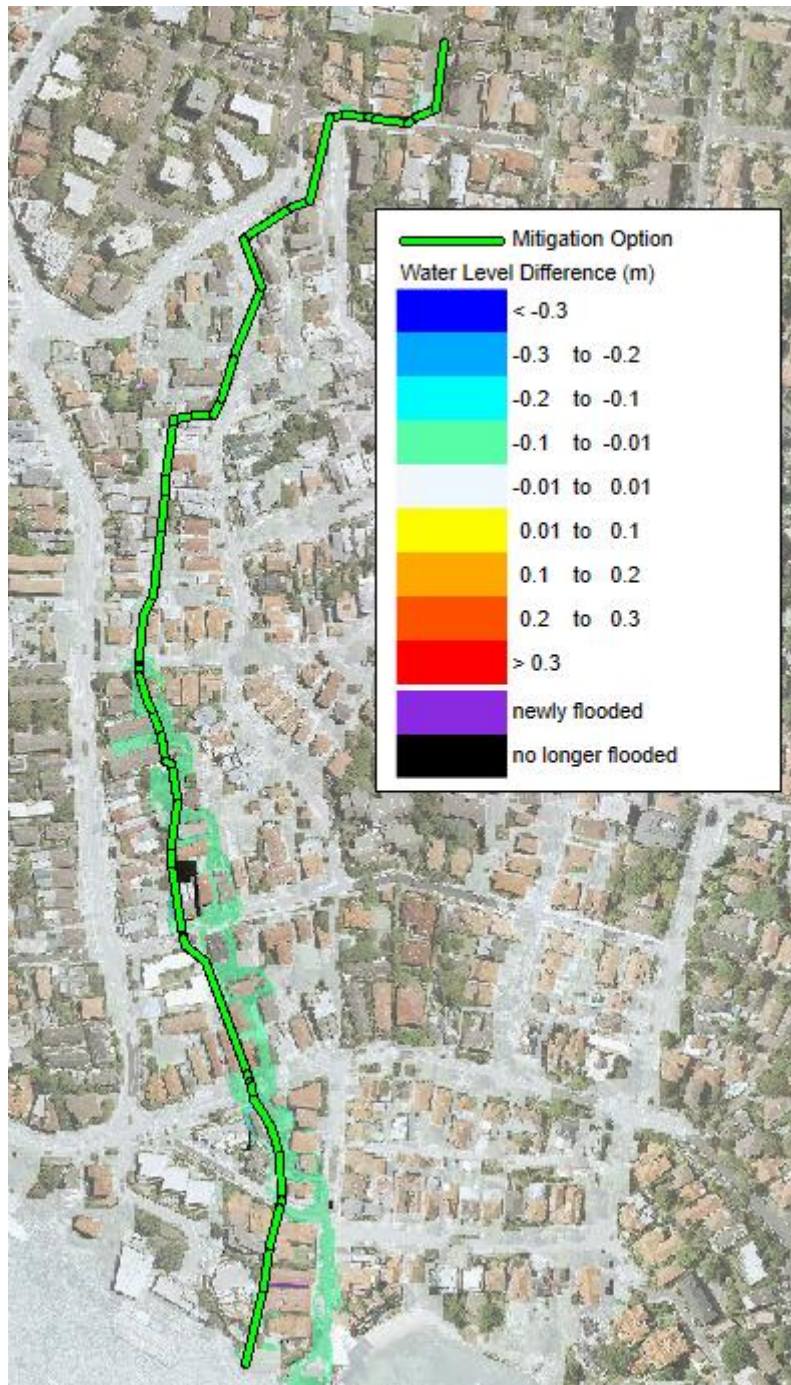 Mitigation Option
Water Level Difference (m)
< -0.3
-0.3 to -0.2
-0.2 to -0.1
-0.1 to -0.01
-0.01 to 0.01
0.01 to 0.1
0.1 to 0.2
0.2 to 0.3
> 0.3
newly flooded
no longer flooded